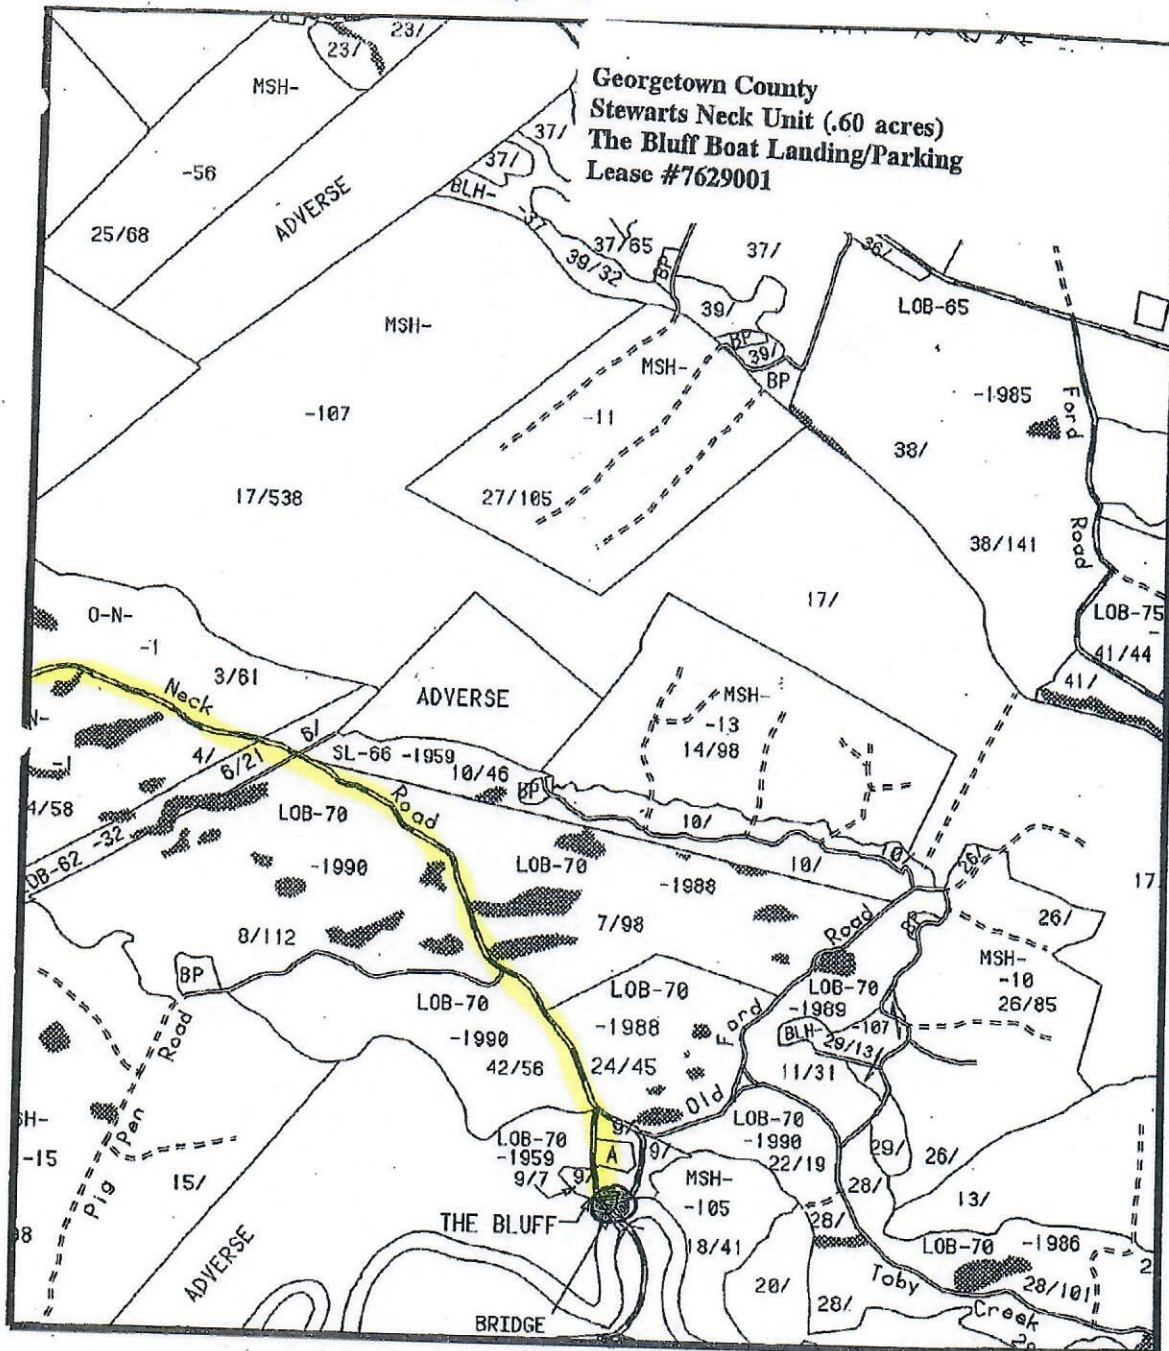 Georgetown County
Stewarts Neck Unit (.60 acres)
The Bluff Boat Landing/Parking
Lease #7629001
23/
23/
MSH-
-56
25/68
ADVERSE
37/
37/
BLH-
-37
37/65
39/32
BP
37/
36/
39/
BP
39/
BP
LOB-65
-1985
38/
38/141
Ford
Road
MSH-
-107
17/538
MSH-
-11
27/105
17/
LOB-75
41/44
41/
O-N-
-1
3/61
Neck
Road
ADVERSE
MSH-
-13
14/98
N-
-1
4/58
4/
6/21
6/
SL-66 -1959
10/46
BP
10/
10/
-32
LOB-70
-1990
8/112
LOB-70
-1988
7/98
26
17
26/
BP
Road
LOB-70
-1990
42/56
LOB-70
-1988
24/45
Old
Ford
Road
LOB-70
-1989
BLH-
-107
29/13
11/31
MSH-
-10
26/85
Pig
Pen
SH-
-15
15/
LOB-70
-1959
9/7
9/
9/
A
9/
LOB-70
-1990
22/19
29/
26/
13/
MSH-
-105
18/41
28/
28/
THE BLUFF
BRIDGE
ADVERSE
20/
28/
LOB-70
-1986
28/101
Toby
Creek